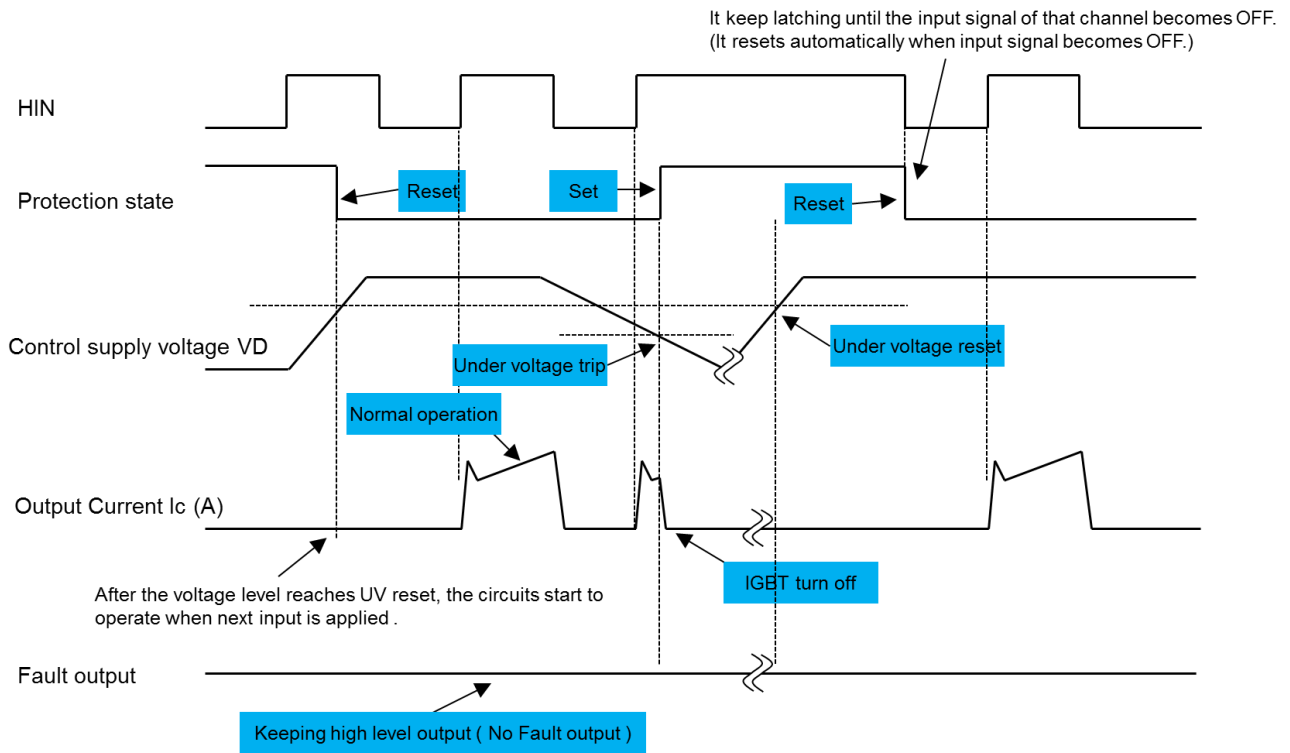 It keep latching until the input signal of that channel becomes OFF.
(It resets automatically when input signal becomes OFF.)
HIN
Protection state
Reset
Set
Reset
Control supply voltage VD
Under voltage trip
Under voltage reset
Normal operation
Output Current Ic (A)
IGBT turn off
After the voltage level reaches UV reset, the circuits start to
operate when next input is applied .
Fault output
Keeping high level output ( No Fault output )